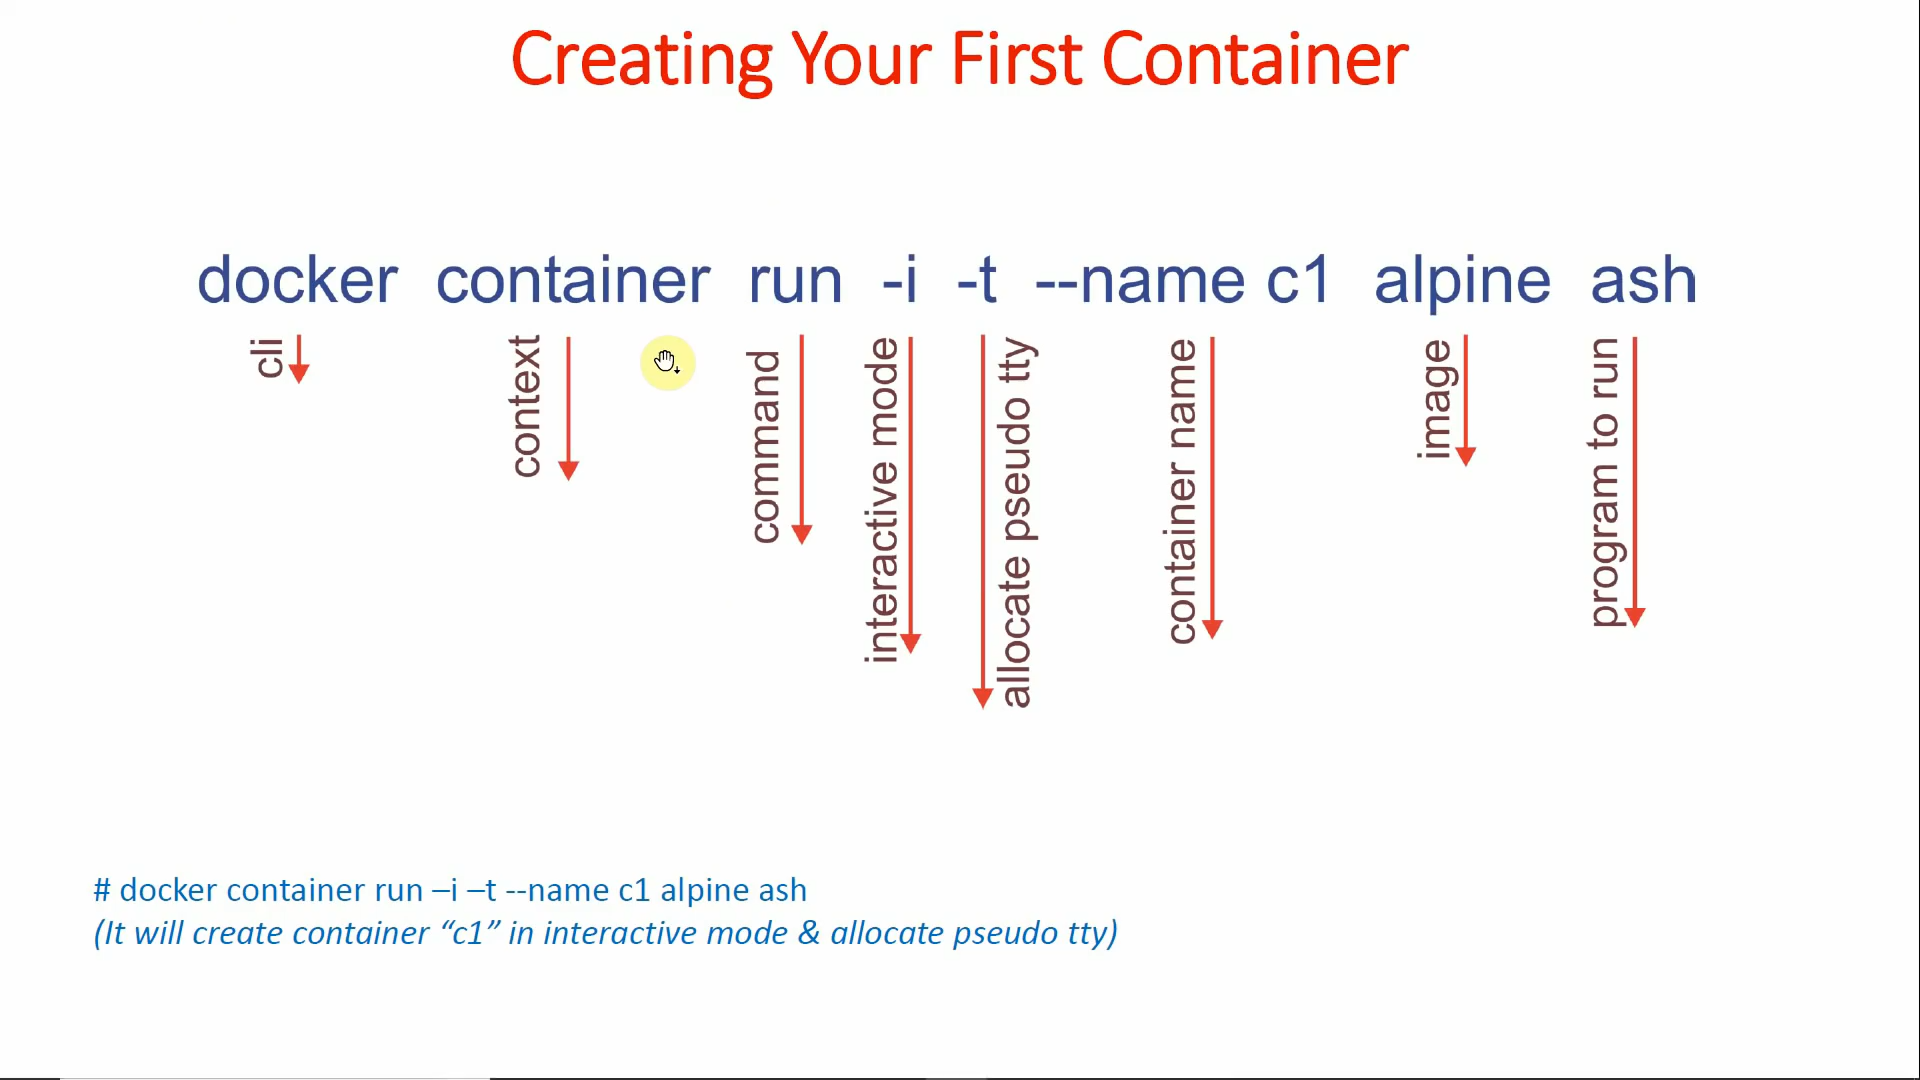 Creating Your First Container
docker container run -i -t --name c1 alpine ash
cli
context
command
interactive mode
allocate pseudo tty
container name
image
program to run
# docker container run –i –t --name c1 alpine ash
(It will create container “c1” in interactive mode & allocate pseudo tty)